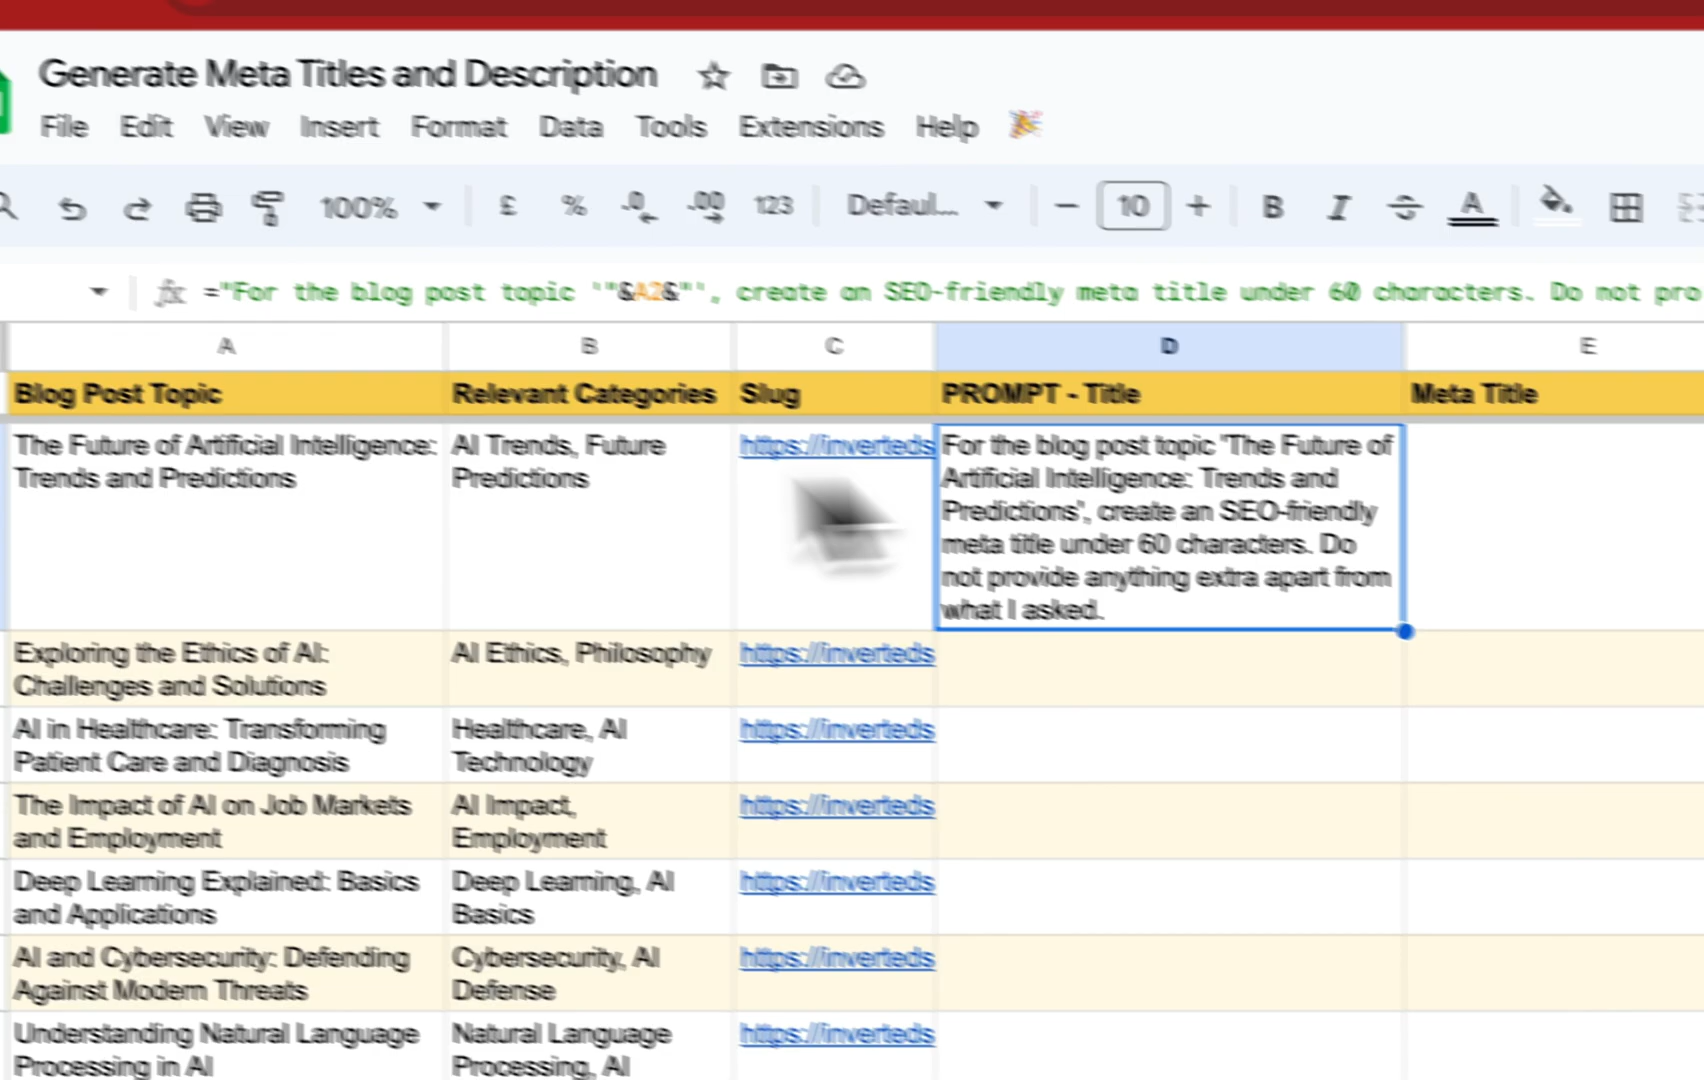 Generate Meta Titles and Description
File Edit View Insert Format Data Tools Extensions Help
100% £ % .0 .00 123 Defaul... − 10 + B I A
fx ="For the blog post topic '"&A2&"', create an SEO-friendly meta title under 60 characters. Do not pro
A B C D E
Blog Post Topic Relevant Categories Slug PROMPT - Title Meta Title
The Future of Artificial Intelligence: AI Trends, Future https://inverteds For the blog post topic 'The Future of
Trends and Predictions Predictions Artificial Intelligence: Trends and
Predictions', create an SEO-friendly
meta title under 60 characters. Do
not provide anything extra apart from
what I asked.
Exploring the Ethics of AI: AI Ethics, Philosophy https://inverteds
Challenges and Solutions
AI in Healthcare: Transforming Healthcare, AI https://inverteds
Patient Care and Diagnosis Technology
The Impact of AI on Job Markets AI Impact, https://inverteds
and Employment Employment
Deep Learning Explained: Basics Deep Learning, AI https://inverteds
and Applications Basics
AI and Cybersecurity: Defending Cybersecurity, AI https://inverteds
Against Modern Threats Defense
Understanding Natural Language Natural Language https://inverteds
Processing in AI Processing, AI